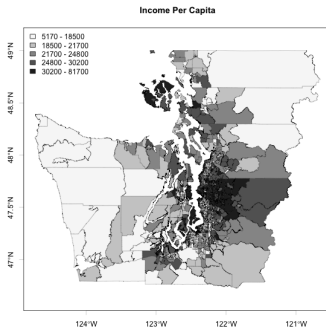 Income Per Capita
5170 - 18500
18500 - 21700
21700 - 24800
24800 - 30200
30200 - 81700
49°N
48.5°N
48°N
47.5°N
47°N
124°W
123°W
122°W
121°W